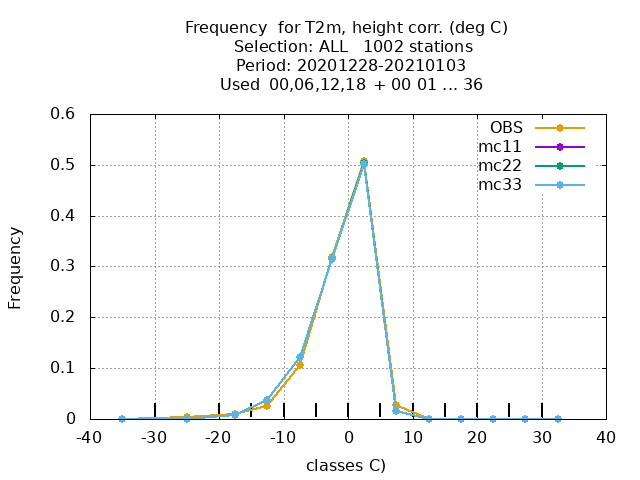 Frequency  for T2m, height corr. (deg C)
Selection: ALL   1002 stations
Period: 20201228-20210103
Used  00,06,12,18  + 00 01 ... 36
Frequency
0.6
0.5
0.4
0.3
0.2
0.1
0
OBS
mc11
mc22
mc33
-40 -30 -20 -10 0 10 20 30 40
classes C)